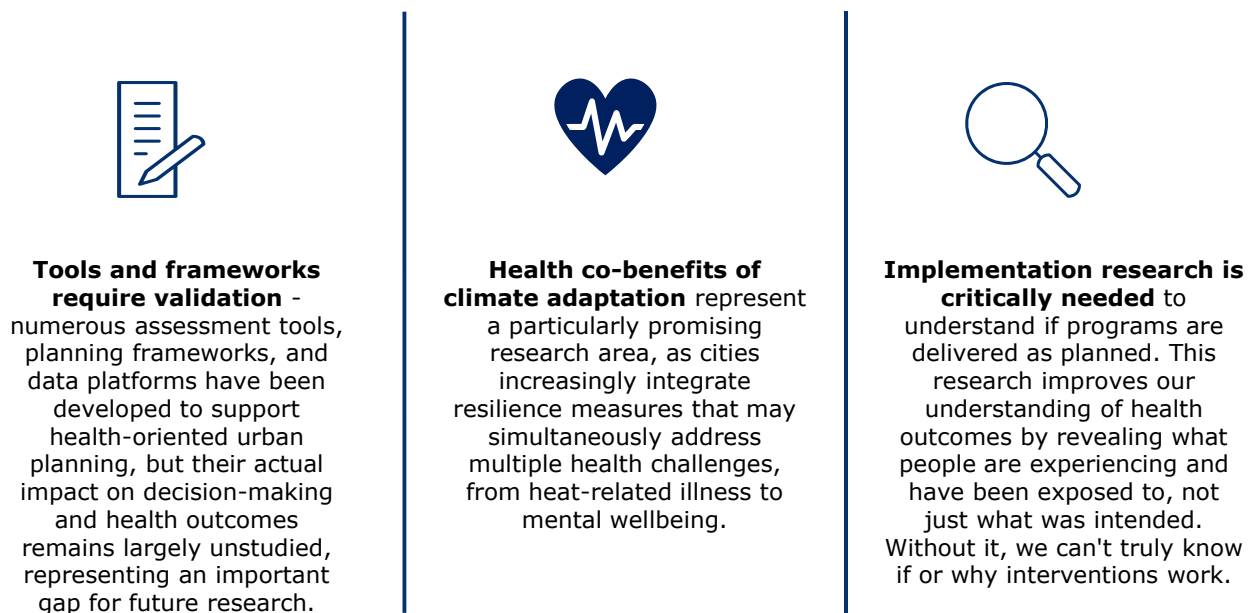 Tools and frameworks
require validation -
numerous assessment tools,
planning frameworks, and
data platforms have been
developed to support
health-oriented urban
planning, but their actual
impact on decision-making
and health outcomes
remains largely unstudied,
representing an important
gap for future research.
Health co-benefits of
climate adaptation represent
a particularly promising
research area, as cities
increasingly integrate
resilience measures that may
simultaneously address
multiple health challenges,
from heat-related illness to
mental wellbeing.
Implementation research is
critically needed to
understand if programs are
delivered as planned. This
research improves our
understanding of health
outcomes by revealing what
people are experiencing and
have been exposed to, not
just what was intended.
Without it, we can't truly know
if or why interventions work.